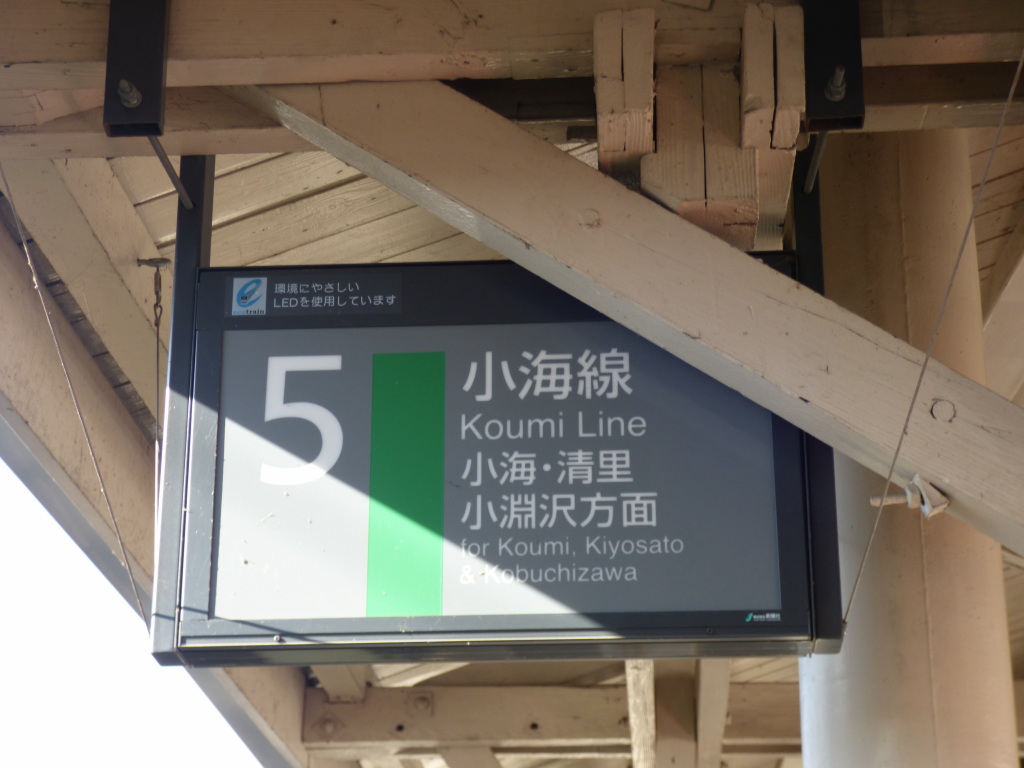 環境にやさしい
LEDを使用しています
train
5
小海線
Koumi Line
小海・清里
小淵沢方面
for Koumi, Kiyosato
& Kobuchizawa